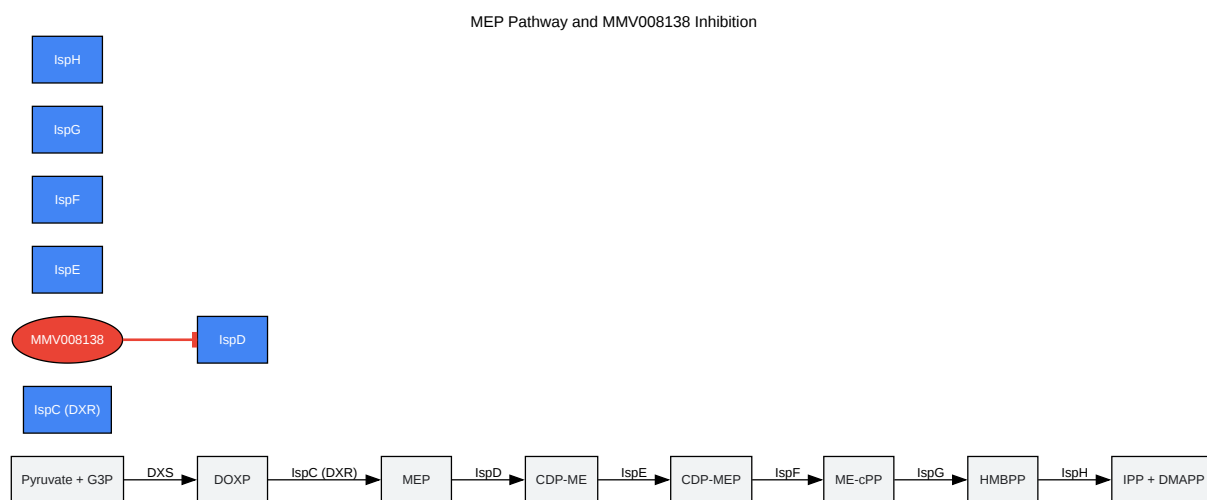 MEP Pathway and MMV008138 Inhibition
IspH
IspG
IspF
IspE
MMV008138
IspD
IspC (DXR)
Pyruvate + G3P
DXS
DOXP
IspC (DXR)
MEP
IspD
CDP-ME
IspE
CDP-MEP
IspF
ME-cPP
IspG
HMBPP
IspH
IPP + DMAPP